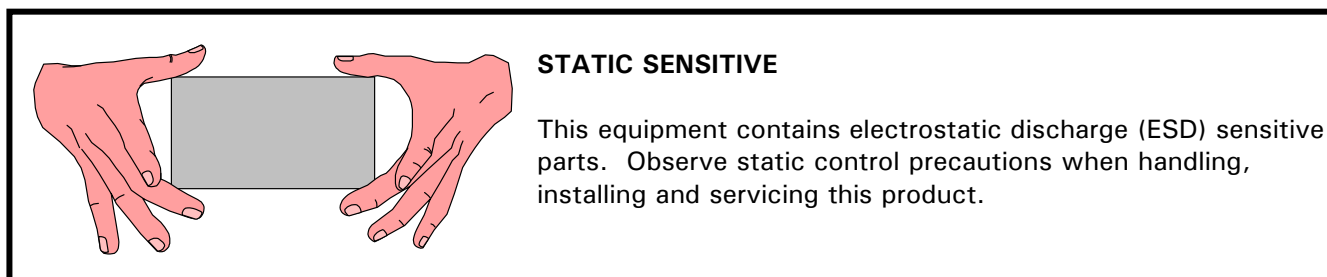 STATIC SENSITIVE
This equipment contains electrostatic discharge (ESD) sensitive
parts.  Observe static control precautions when handling,
installing and servicing this product.